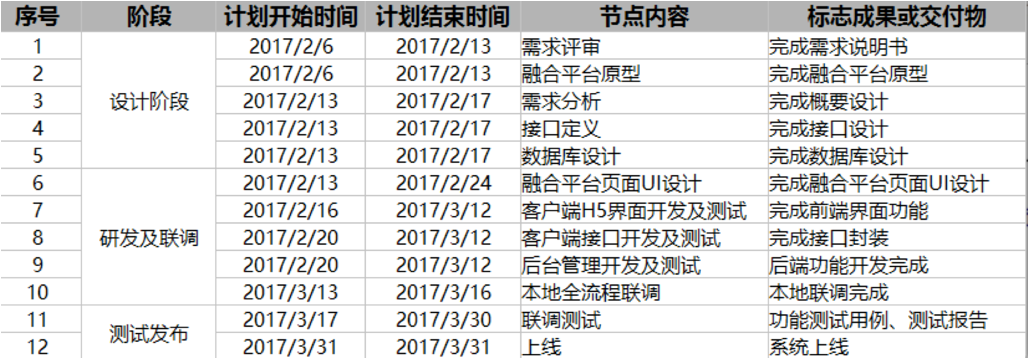 序号 阶段 计划开始时间 计划结束时间 节点内容 标志成果或交付物
1 2017/2/6 2017/2/13 需求评审 完成需求说明书
2 2017/2/6 2017/2/13 融合平台原型 完成融合平台原型
3 设计阶段 2017/2/13 2017/2/17 需求分析 完成概要设计
4 2017/2/13 2017/2/17 接口定义 完成接口设计
5 2017/2/13 2017/2/17 数据库设计 完成数据库设计
6 2017/2/13 2017/2/24 融合平台页面UI设计 完成融合平台页面UI设计
7 2017/2/16 2017/3/12 客户端H5界面开发及测试 完成前端界面功能
8 研发及联调 2017/2/20 2017/3/12 客户端接口开发及测试 完成接口封装
9 2017/2/20 2017/3/12 后台管理开发及测试 后端功能开发完成
10 2017/3/13 2017/3/16 本地全流程联调 本地联调完成
11 测试发布 2017/3/17 2017/3/30 联调测试 功能测试用例、测试报告
12 2017/3/31 2017/3/31 上线 系统上线